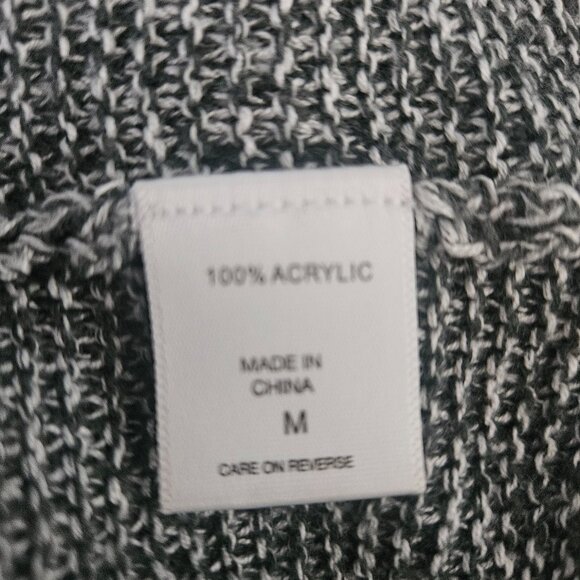 100% ACRYLIC
MADE IN
CHINA
M
CARE ON REVERSE